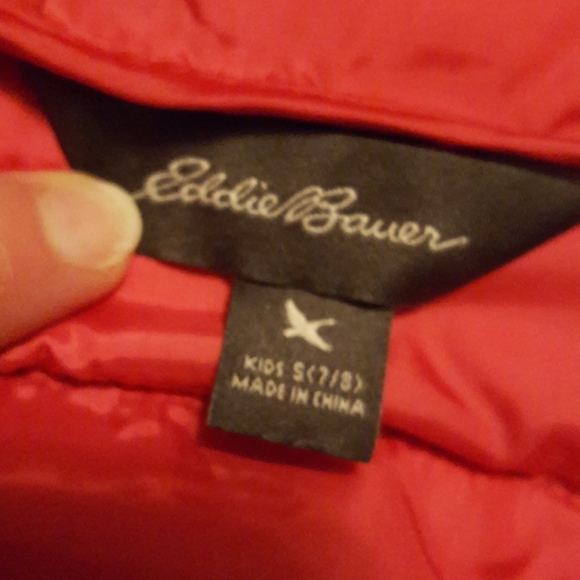 Eddie Bauer
KIDS S(7/8)
MADE IN CHINA